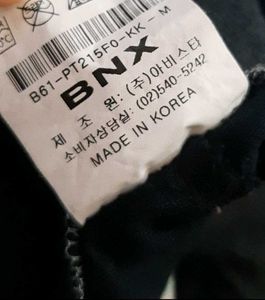 B61-PT215F0-KK-M
BNX
제 조 원: (주)아비스타
소비자상담실: (02)540-5242
MADE IN KOREA